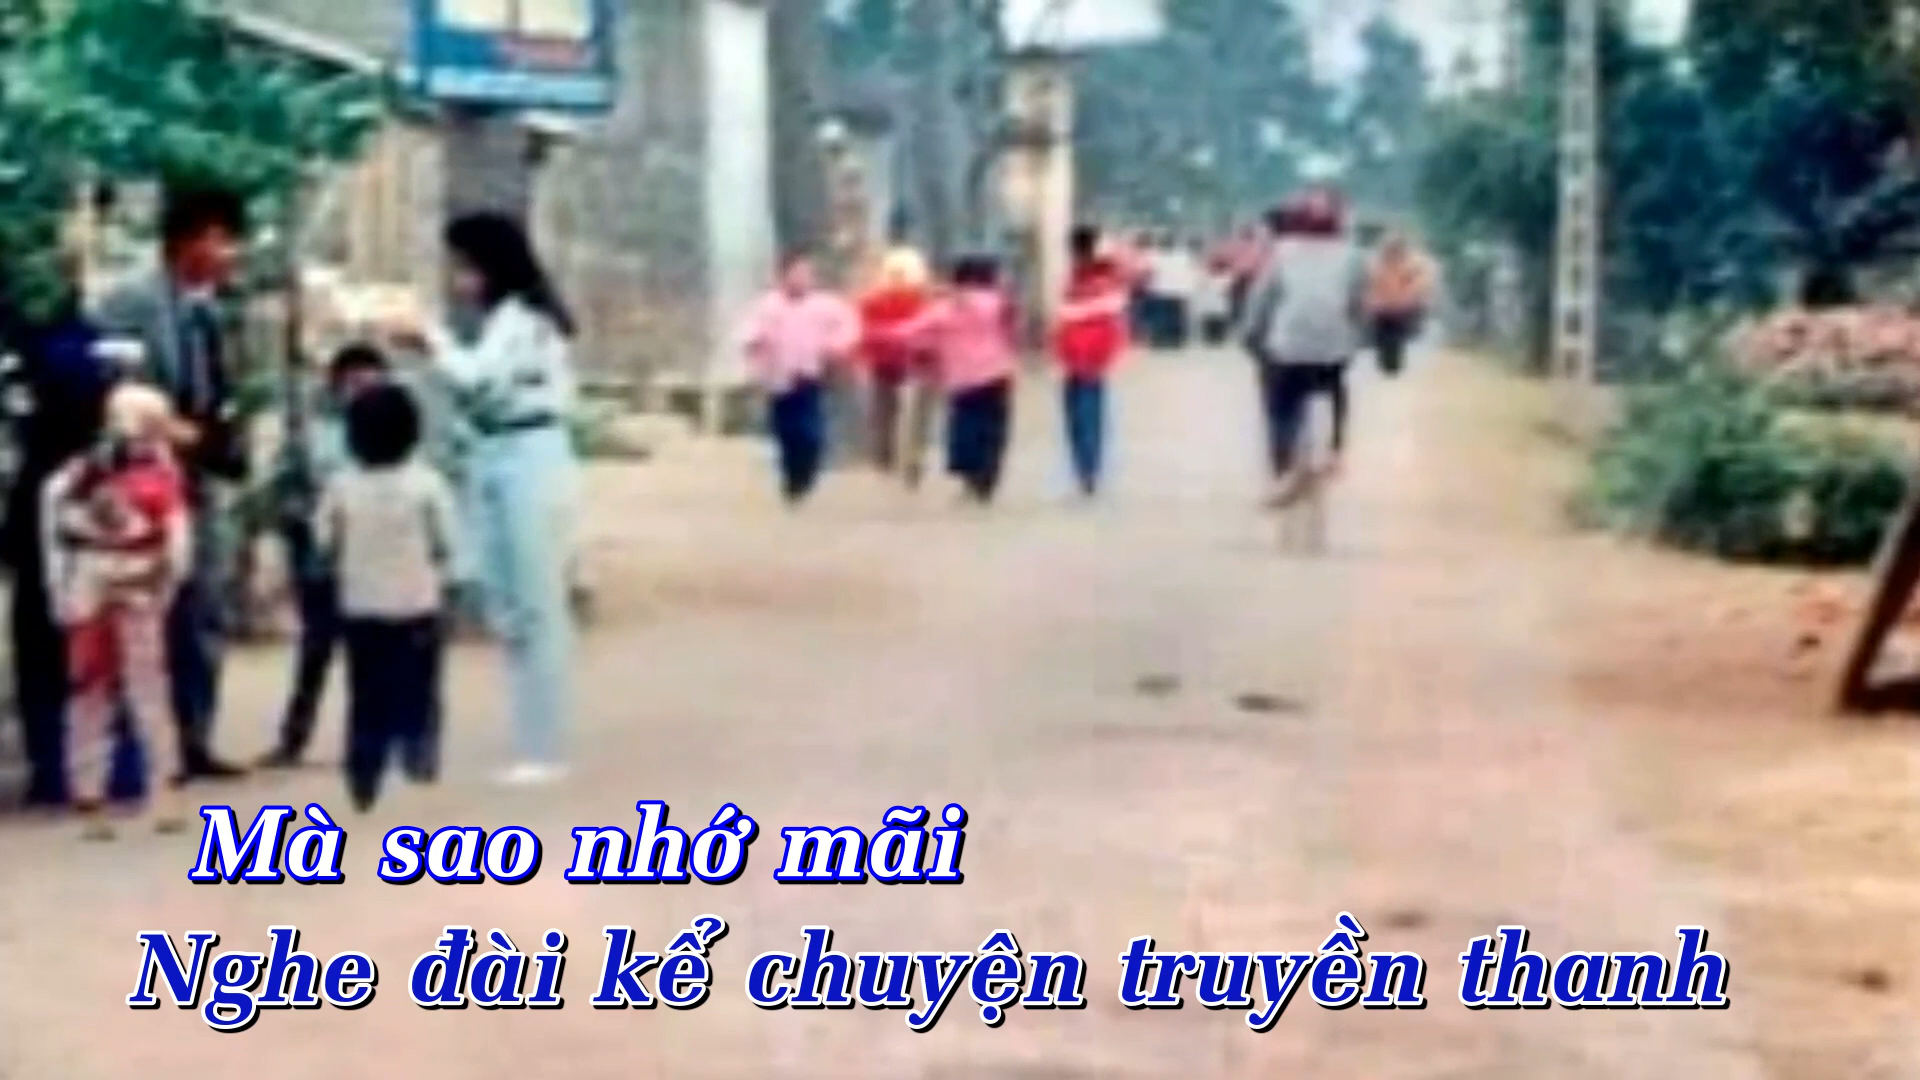 Mà sao nhớ mãi
Nghe đài kể chuyện truyền thanh